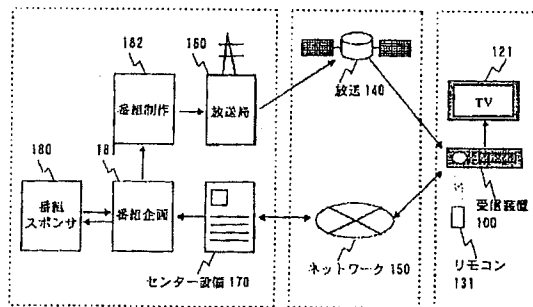 182
160
番組制作
放送局
放送 140
121
TV
180
18
番組
スポンサ
番組企画
受信装置
100
センター設備 170
ネットワーク 150
リモコン
131